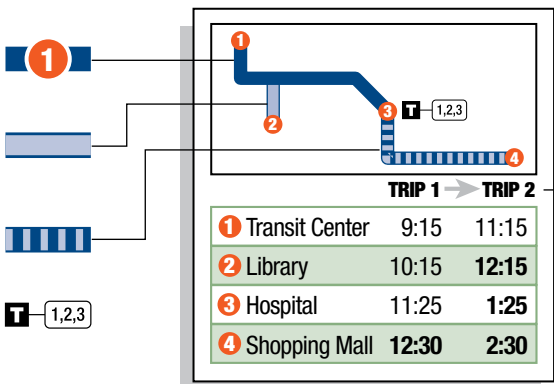 1
1
2
3
T 1,2,3
4
TRIP 1 TRIP 2
1 Transit Center 9:15 11:15
2 Library 10:15 12:15
3 Hospital 11:25 1:25
4 Shopping Mall 12:30 2:30
T 1,2,3